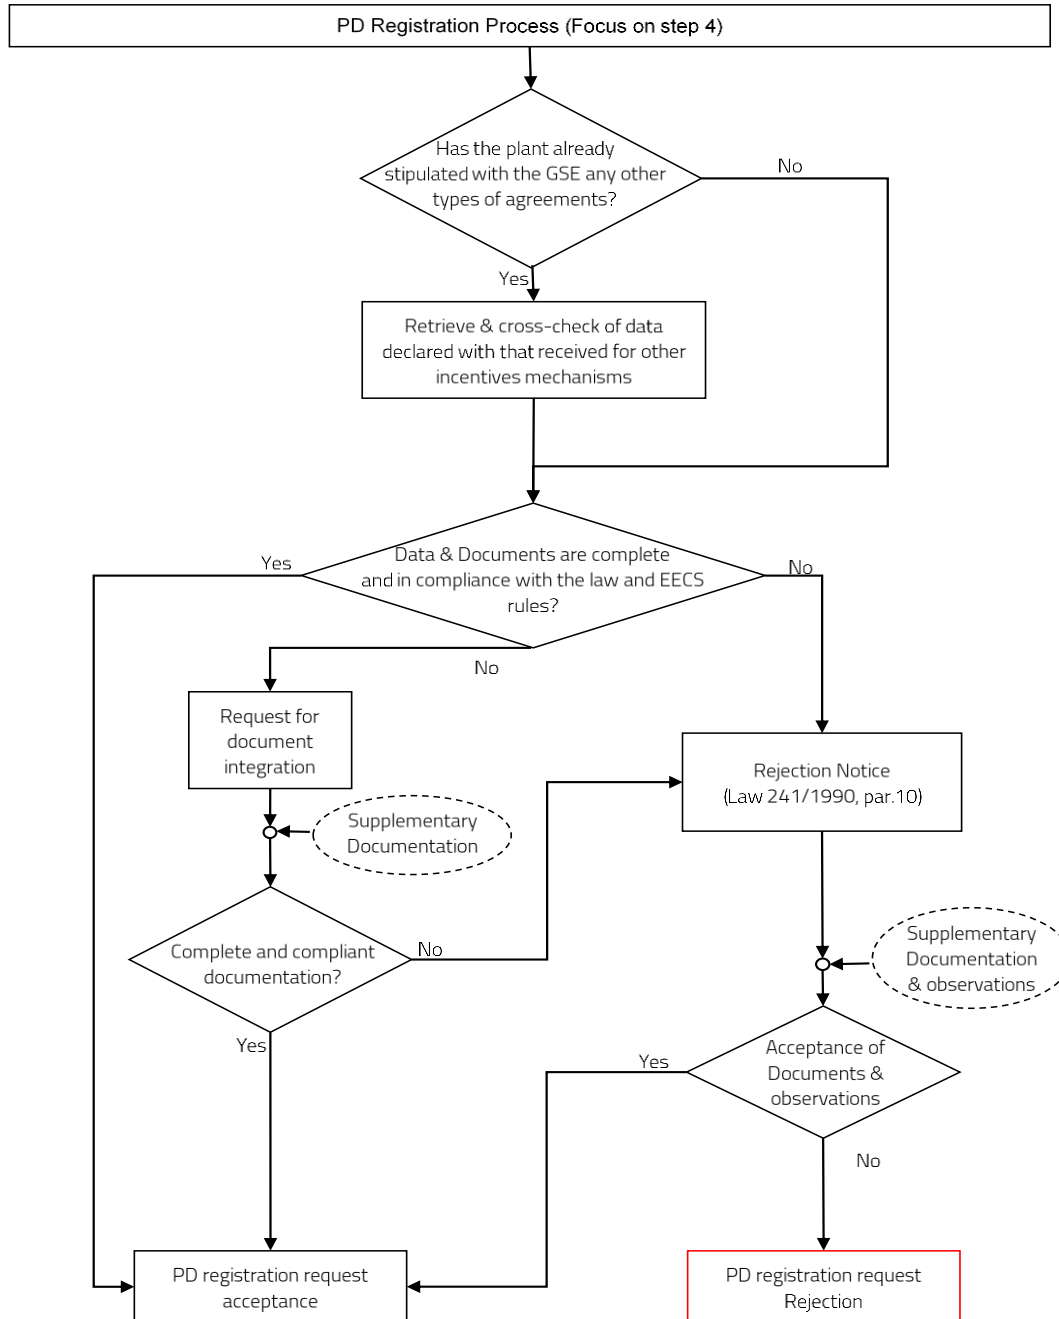 PD Registration Process (Focus on step 4)
Has the plant already
stipulated with the GSE any other
types of agreements?
No
Yes
Retrieve & cross-check of data
declared with that received for other
incentives mechanisms
Data & Documents are complete
and in compliance with the law and EECS
rules?
Yes
No
No
Request for
document
integration
Rejection Notice
(Law 241/1990, par.10)
Supplementary
Documentation
Complete and compliant
documentation?
No
Supplementary
Documentation
& observations
Yes
Acceptance of
Documents &
observations
Yes
No
PD registration request
acceptance
PD registration request
Rejection